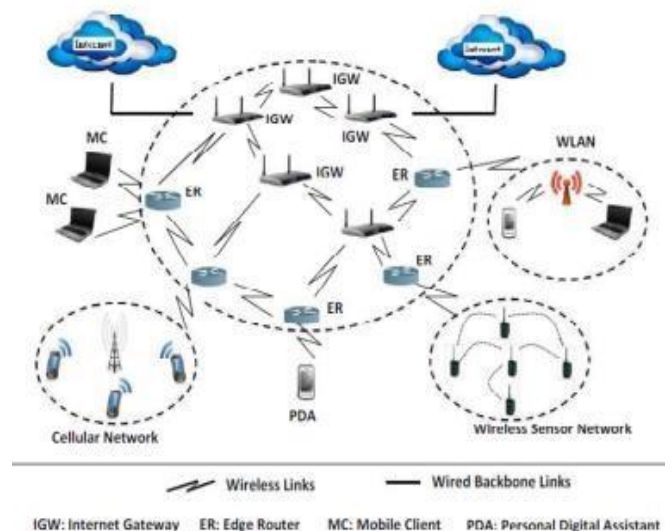 Internet
Internet
IGW
IGW
IGW
MC
IGW
WLAN
ER
ER
MC
ER
ER
PDA
Cellular Network
Wireless Sensor Network
Wireless Links
Wired Backbone Links
IGW: Internet Gateway ER: Edge Router MC: Mobile Client PDA: Personal Digital Assistant